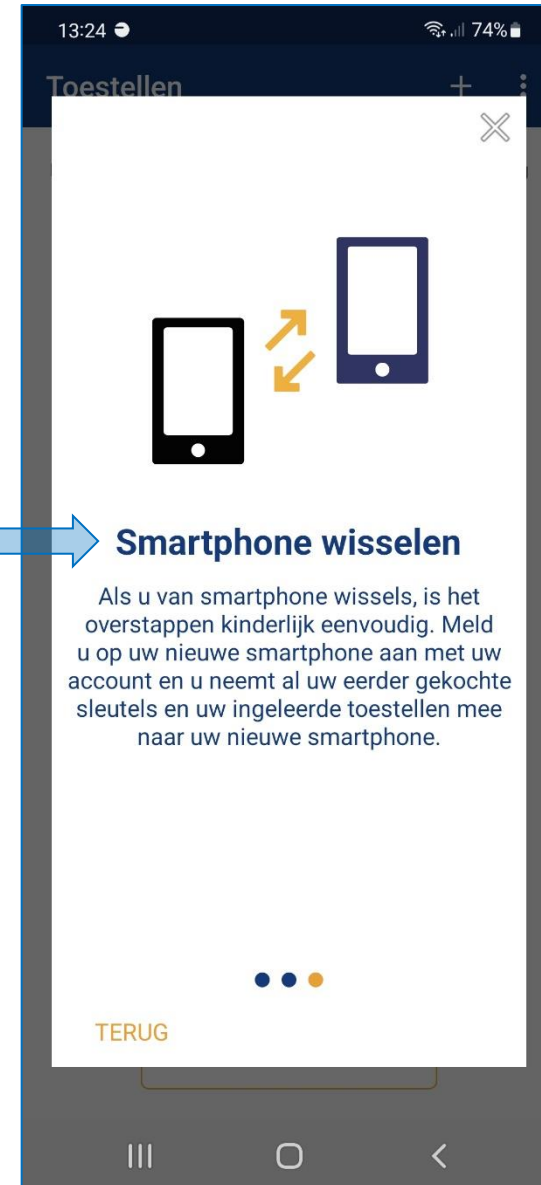 13:24 74%
Toestellen
Smartphone wisselen
Als u van smartphone wissels, is het
overstappen kinderlijk eenvoudig. Meld
u op uw nieuwe smartphone aan met uw
account en u neemt al uw eerder gekochte
sleutels en uw ingeleerde toestellen mee
naar uw nieuwe smartphone.
TERUG